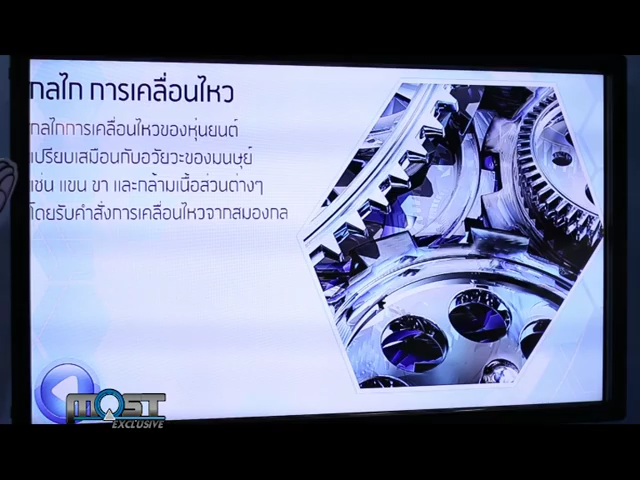 กลไก การเคลื่อนไหว
กลไกการเคลื่อนไหวของหุ่นยนต์
เปรียบเสมือนกับอวัยวะของมนุษย์
เช่น แขน ขา และกล้ามเนื้อส่วนต่างๆ
โดยรับคำสั่งการเคลื่อนไหวจากสมองกล
MOST
EXCLUSIVE